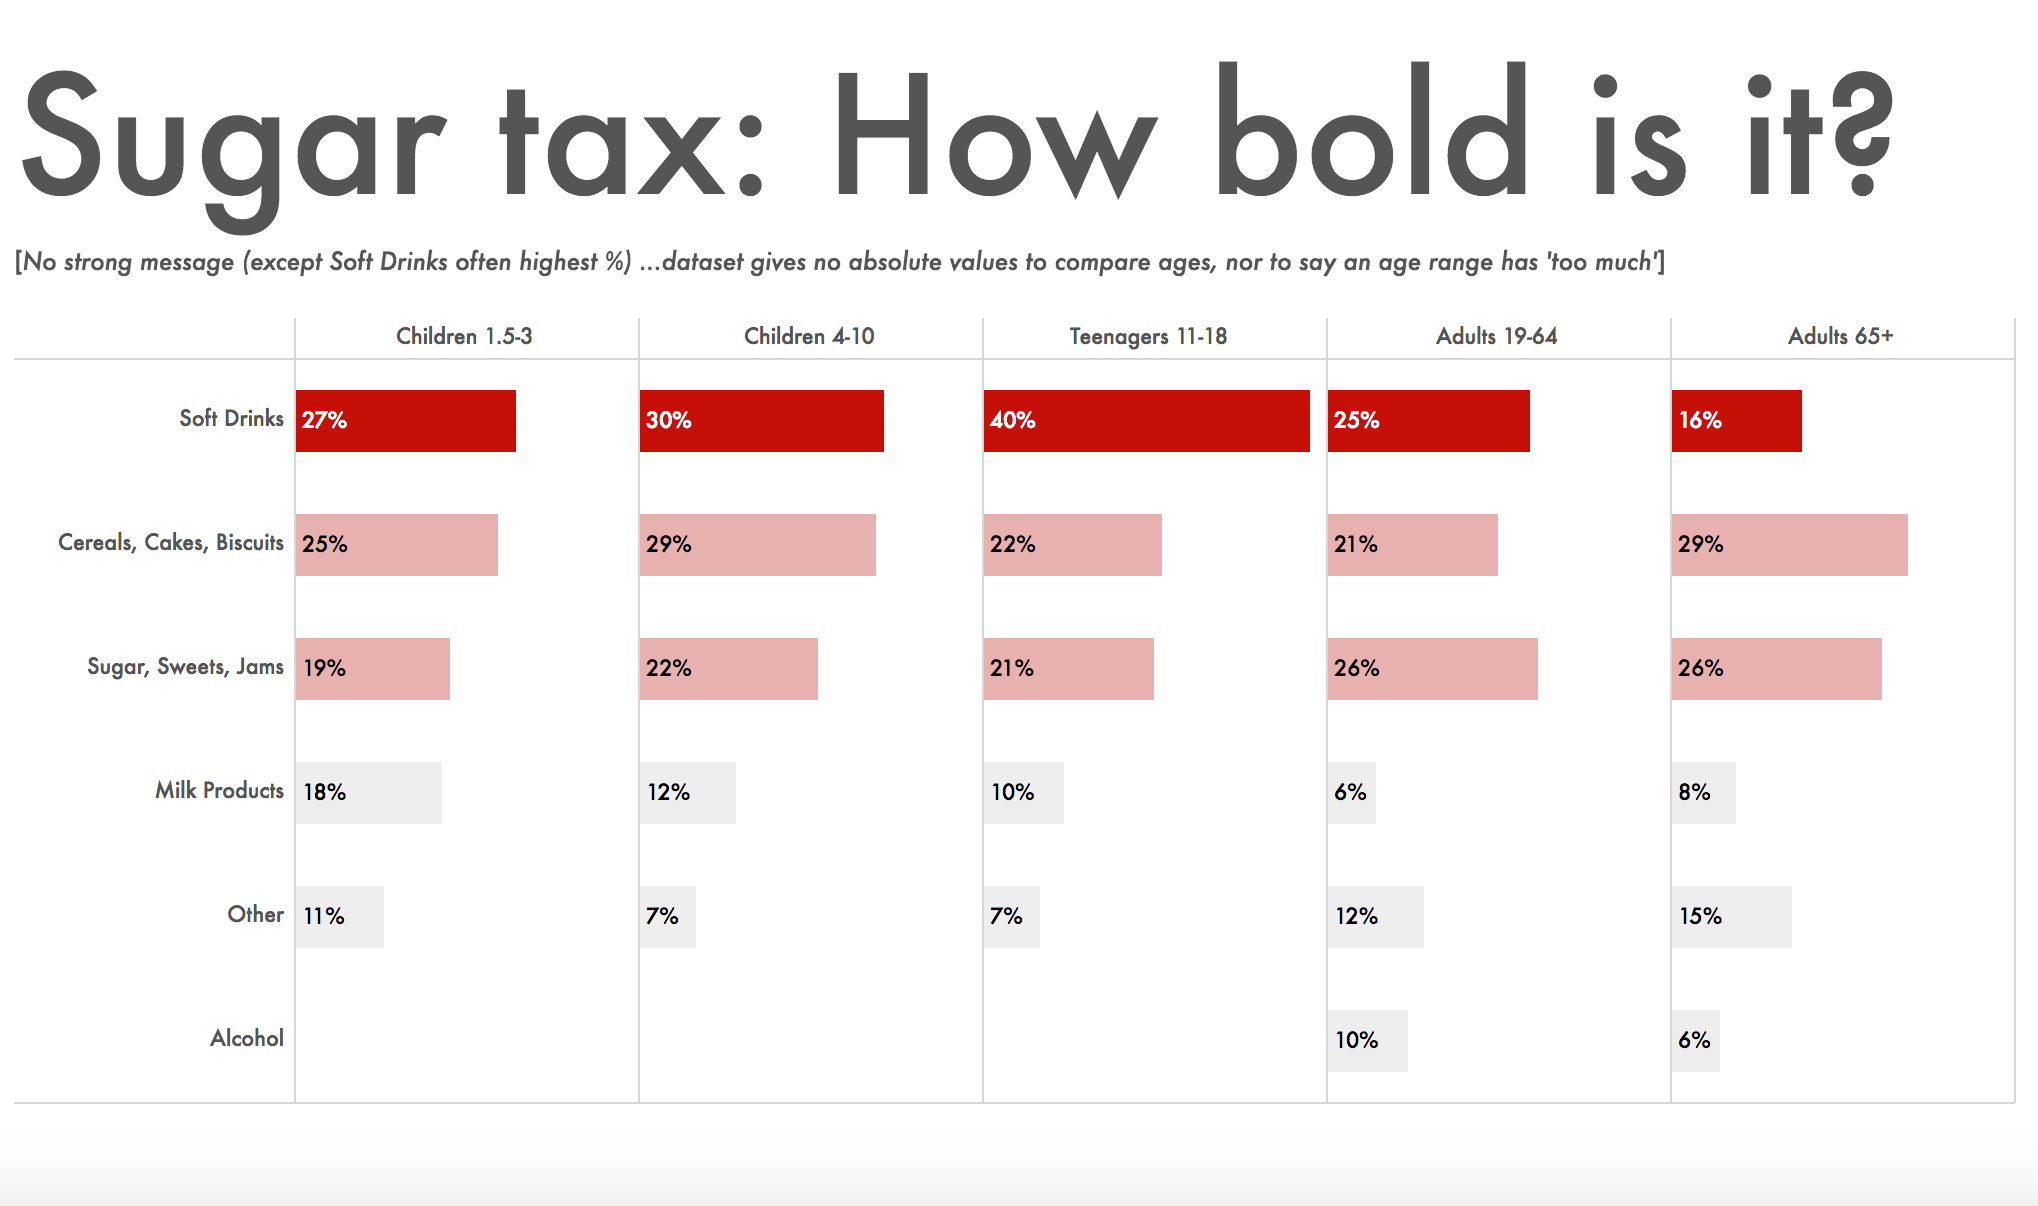 Sugar tax: How bold is it?
[No strong message (except Soft Drinks often highest %) ...dataset gives no absolute values to compare ages, nor to say an age range has 'too much']
Children 1.5-3 Children 4-10 Teenagers 11-18 Adults 19-64 Adults 65+
Soft Drinks 27% 30% 40% 25% 16%
Cereals, Cakes, Biscuits 25% 29% 22% 21% 29%
Sugar, Sweets, Jams 19% 22% 21% 26% 26%
Milk Products 18% 12% 10% 6% 8%
Other 11% 7% 7% 12% 15%
Alcohol 10% 6%